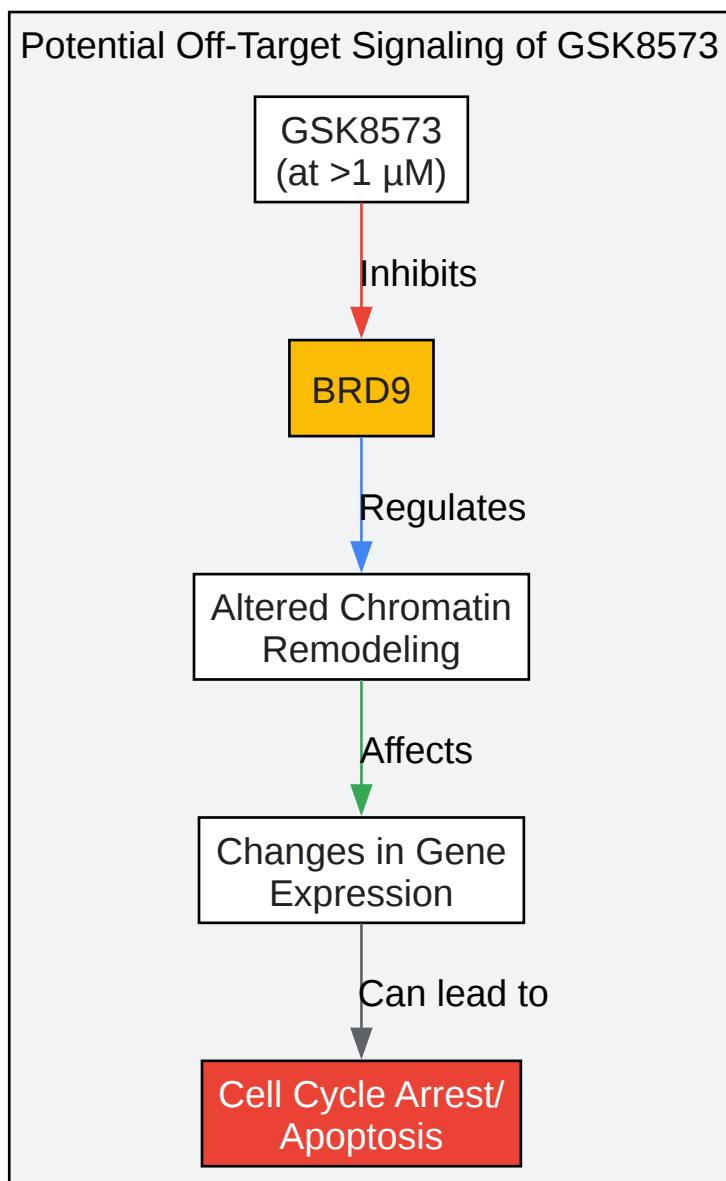 Potential Off-Target Signaling of GSK8573
GSK8573
(at >1 µM)
Inhibits
BRD9
Regulates
Altered Chromatin
Remodeling
Affects
Changes in Gene
Expression
Can lead to
Cell Cycle Arrest/
Apoptosis